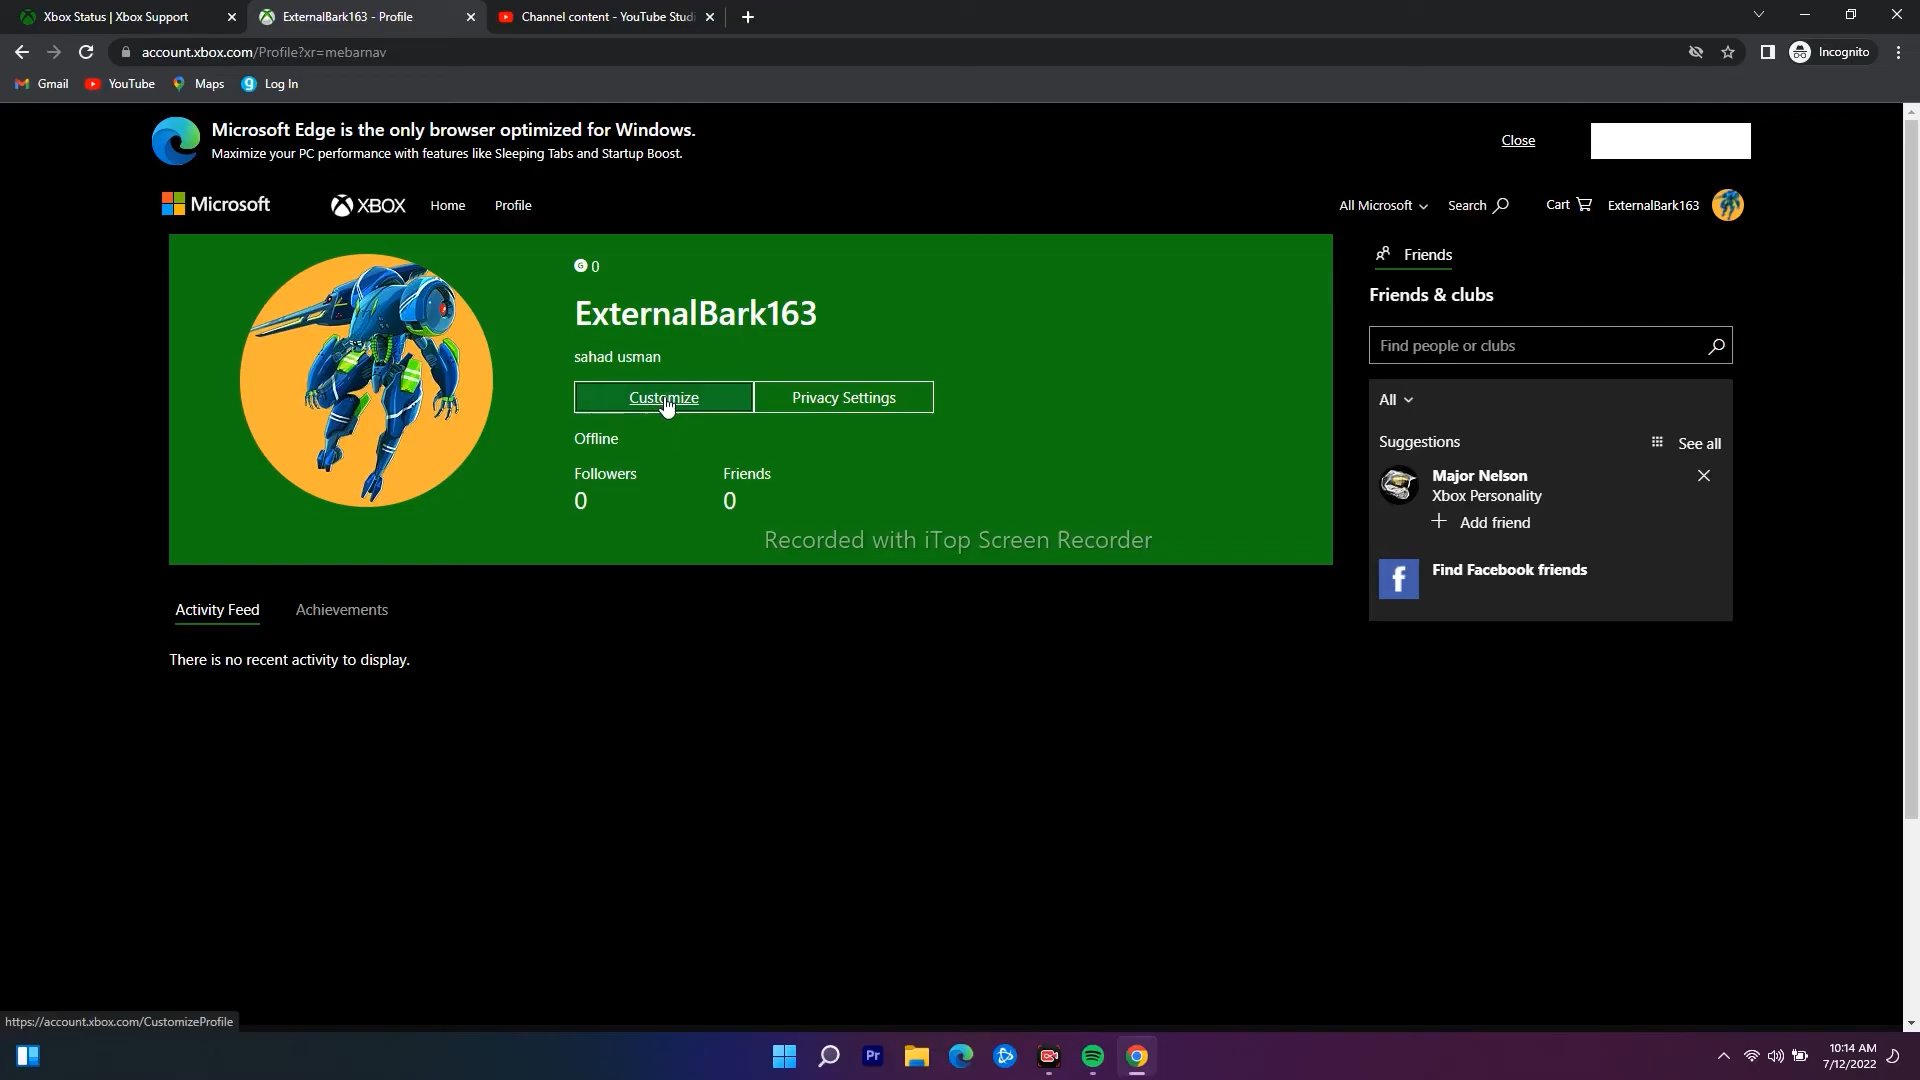 Xbox Status | Xbox Support
ExternalBark163 - Profile
Channel content - YouTube Studi
account.xbox.com/Profile?xr=mebarnav
Incognito
Gmail
YouTube
Maps
Log In
Microsoft Edge is the only browser optimized for Windows.
Maximize your PC performance with features like Sleeping Tabs and Startup Boost.
Close
Microsoft
XBOX
Home
Profile
All Microsoft
Search
Cart
ExternalBark163
G 0
ExternalBark163
sahad usman
Customize
Privacy Settings
Offline
Followers
Friends
0
0
Recorded with iTop Screen Recorder
Friends
Friends & clubs
Find people or clubs
All
Suggestions
See all
Major Nelson
Xbox Personality
Add friend
f
Find Facebook friends
Activity Feed
Achievements
There is no recent activity to display.
https://account.xbox.com/CustomizeProfile
Pr
10:14 AM
7/12/2022